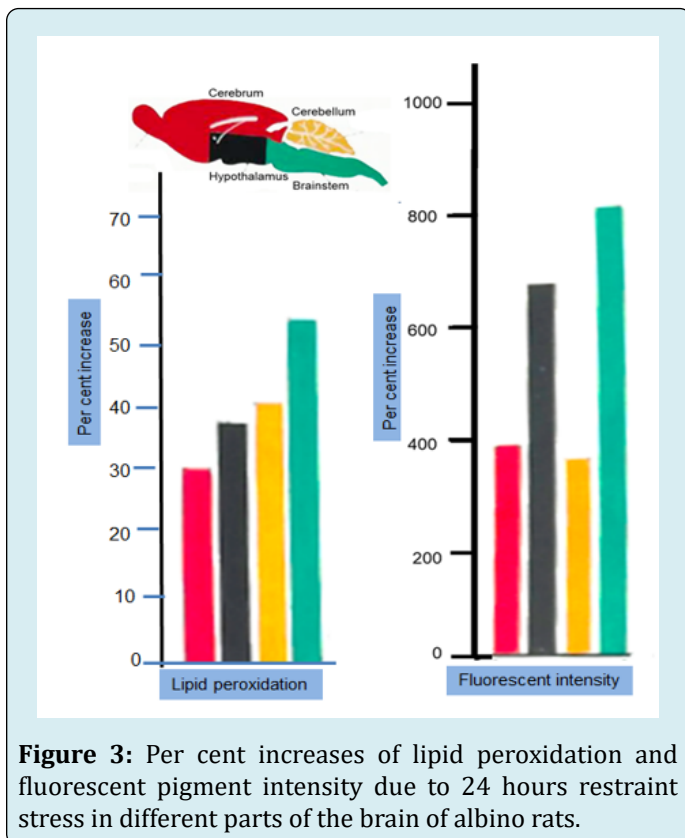 Cerebrum
Cerebellum
Hypothalamus
Brainstem
70
60
50
40
30
20
10
0
Per cent increase
Lipid peroxidation
1000
800
600
400
200
0
Per cent increase
Fluorescent intensity
Figure 3: Per cent increases of lipid peroxidation and
fluorescent pigment intensity due to 24 hours restraint
stress in different parts of the brain of albino rats.